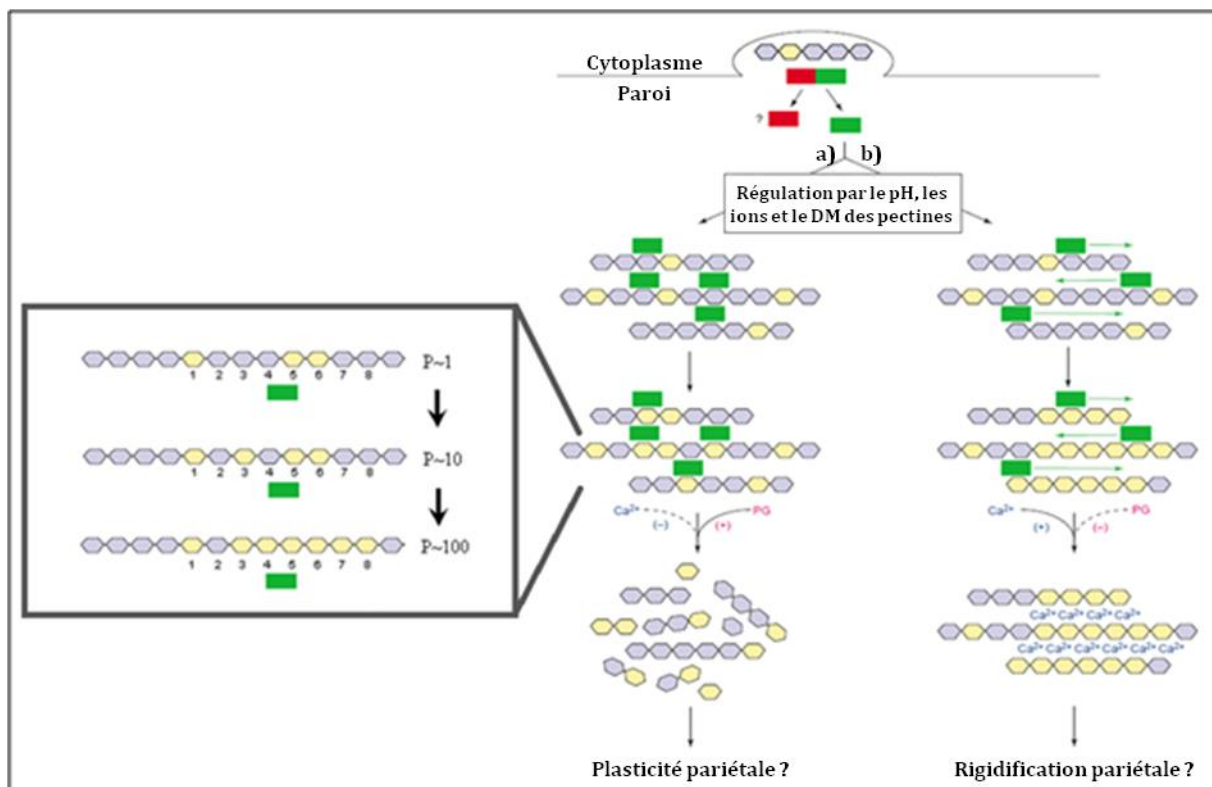 Cytoplasme
Paroi
?
a) b)
Régulation par le pH, les
ions et le DM des pectines
1 2 3 4 5 6 7 8
P~1
1 2 3 4 5 6 7 8
P~10
1 2 3 4 5 6 7 8
P~100
Ca²⁺ (-) (+) PG
Ca²⁺ (+) (-) PG
Ca²⁺ Ca²⁺ Ca²⁺ Ca²⁺
Ca²⁺ Ca²⁺ Ca²⁺ Ca²⁺ Ca²⁺ Ca²⁺
Plasticité pariétale ?
Rigidification pariétale ?